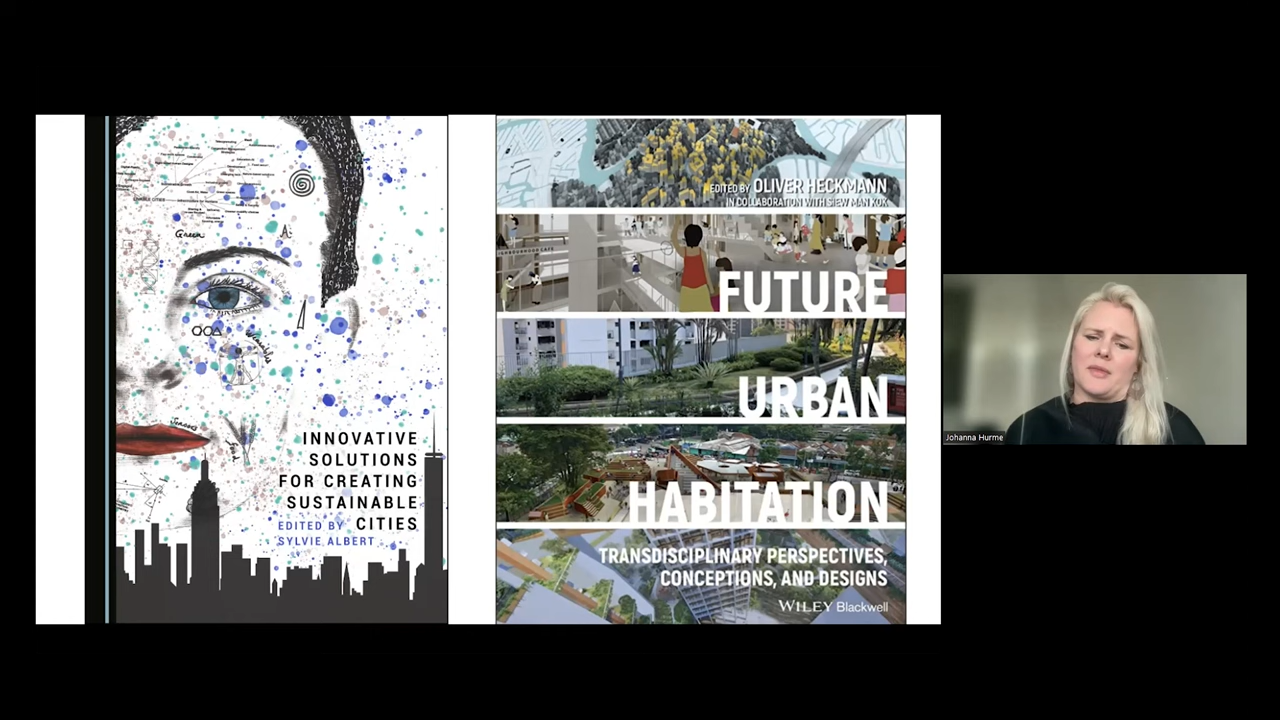 Green
A.
INNOVATIVE
SOLUTIONS
FOR CREATING
SUSTAINABLE
CITIES
EDITED BY
SYLVIE ALBERT
EDITED BY OLIVER HECKMANN
IN COLLABORATION WITH SIEW MAN KOK
FUTURE
URBAN
HABITATION
TRANSDISCIPLINARY PERSPECTIVES,
CONCEPTIONS, AND DESIGNS
WILEY Blackwell
Johanna Hurme